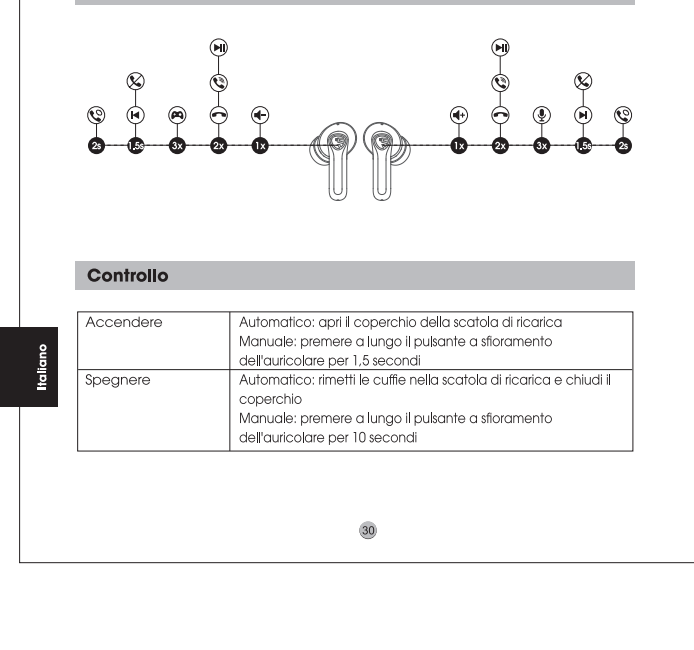 2s 1,5s 3x 2x 1x 1x 2x 3x 1,5s 2s
Controllo
Accendere
Automatico: apri il coperchio della scatola di ricarica
Manuale: premere a lungo il pulsante a sfioramento
dell'auricolare per 1,5 secondi
Spegnere
Automatico: rimetti le cuffie nella scatola di ricarica e chiudi il
coperchio
Manuale: premere a lungo il pulsante a sfioramento
dell'auricolare per 10 secondi
Italiano
30